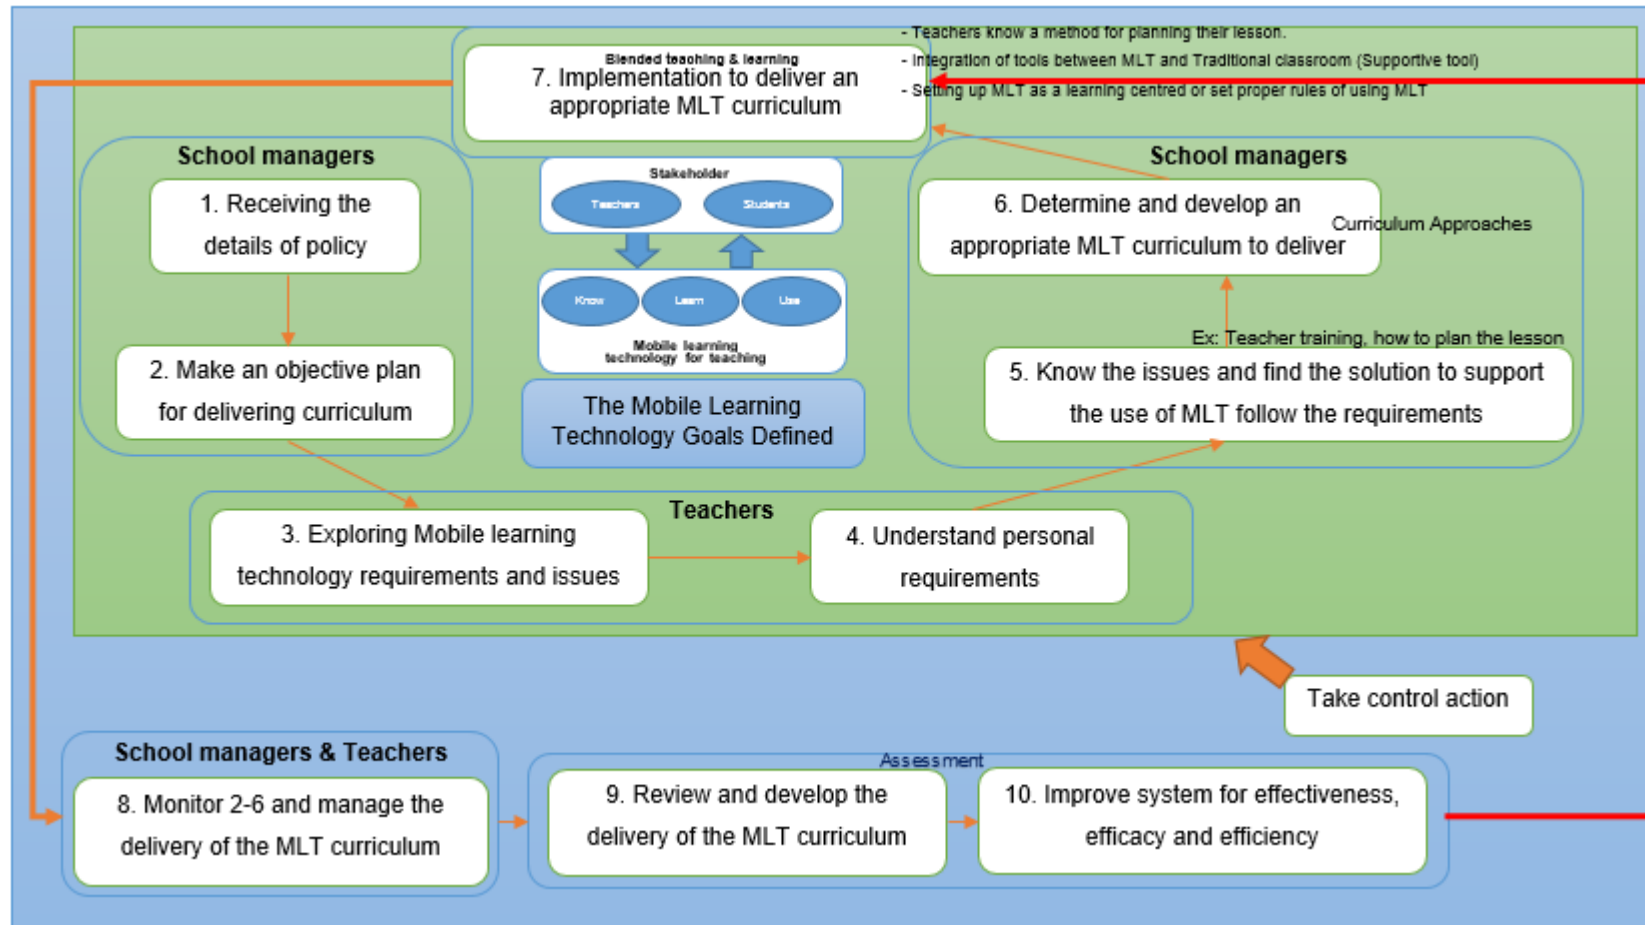 - Teachers know a method for planning their lesson.
- Integration of tools between MLT and Traditional classroom (Supportive tool)
- Setting up MLT as a learning centred or set proper rules of using MLT
Blended teaching & learning
7. Implementation to deliver an
appropriate MLT curriculum
School managers
1. Receiving the
details of policy
2. Make an objective plan
for delivering curriculum
Stakeholder
Teachers
Students
Know
Learn
Use
Mobile learning
technology for teaching
The Mobile Learning
Technology Goals Defined
School managers
6. Determine and develop an
appropriate MLT curriculum to deliver
Curriculum Approaches
Ex: Teacher training, how to plan the lesson
5. Know the issues and find the solution to support
the use of MLT follow the requirements
Teachers
3. Exploring Mobile learning
technology requirements and issues
4. Understand personal
requirements
Take control action
School managers & Teachers
8. Monitor 2-6 and manage the
delivery of the MLT curriculum
Assessment
9. Review and develop the
delivery of the MLT curriculum
10. Improve system for effectiveness,
efficacy and efficiency